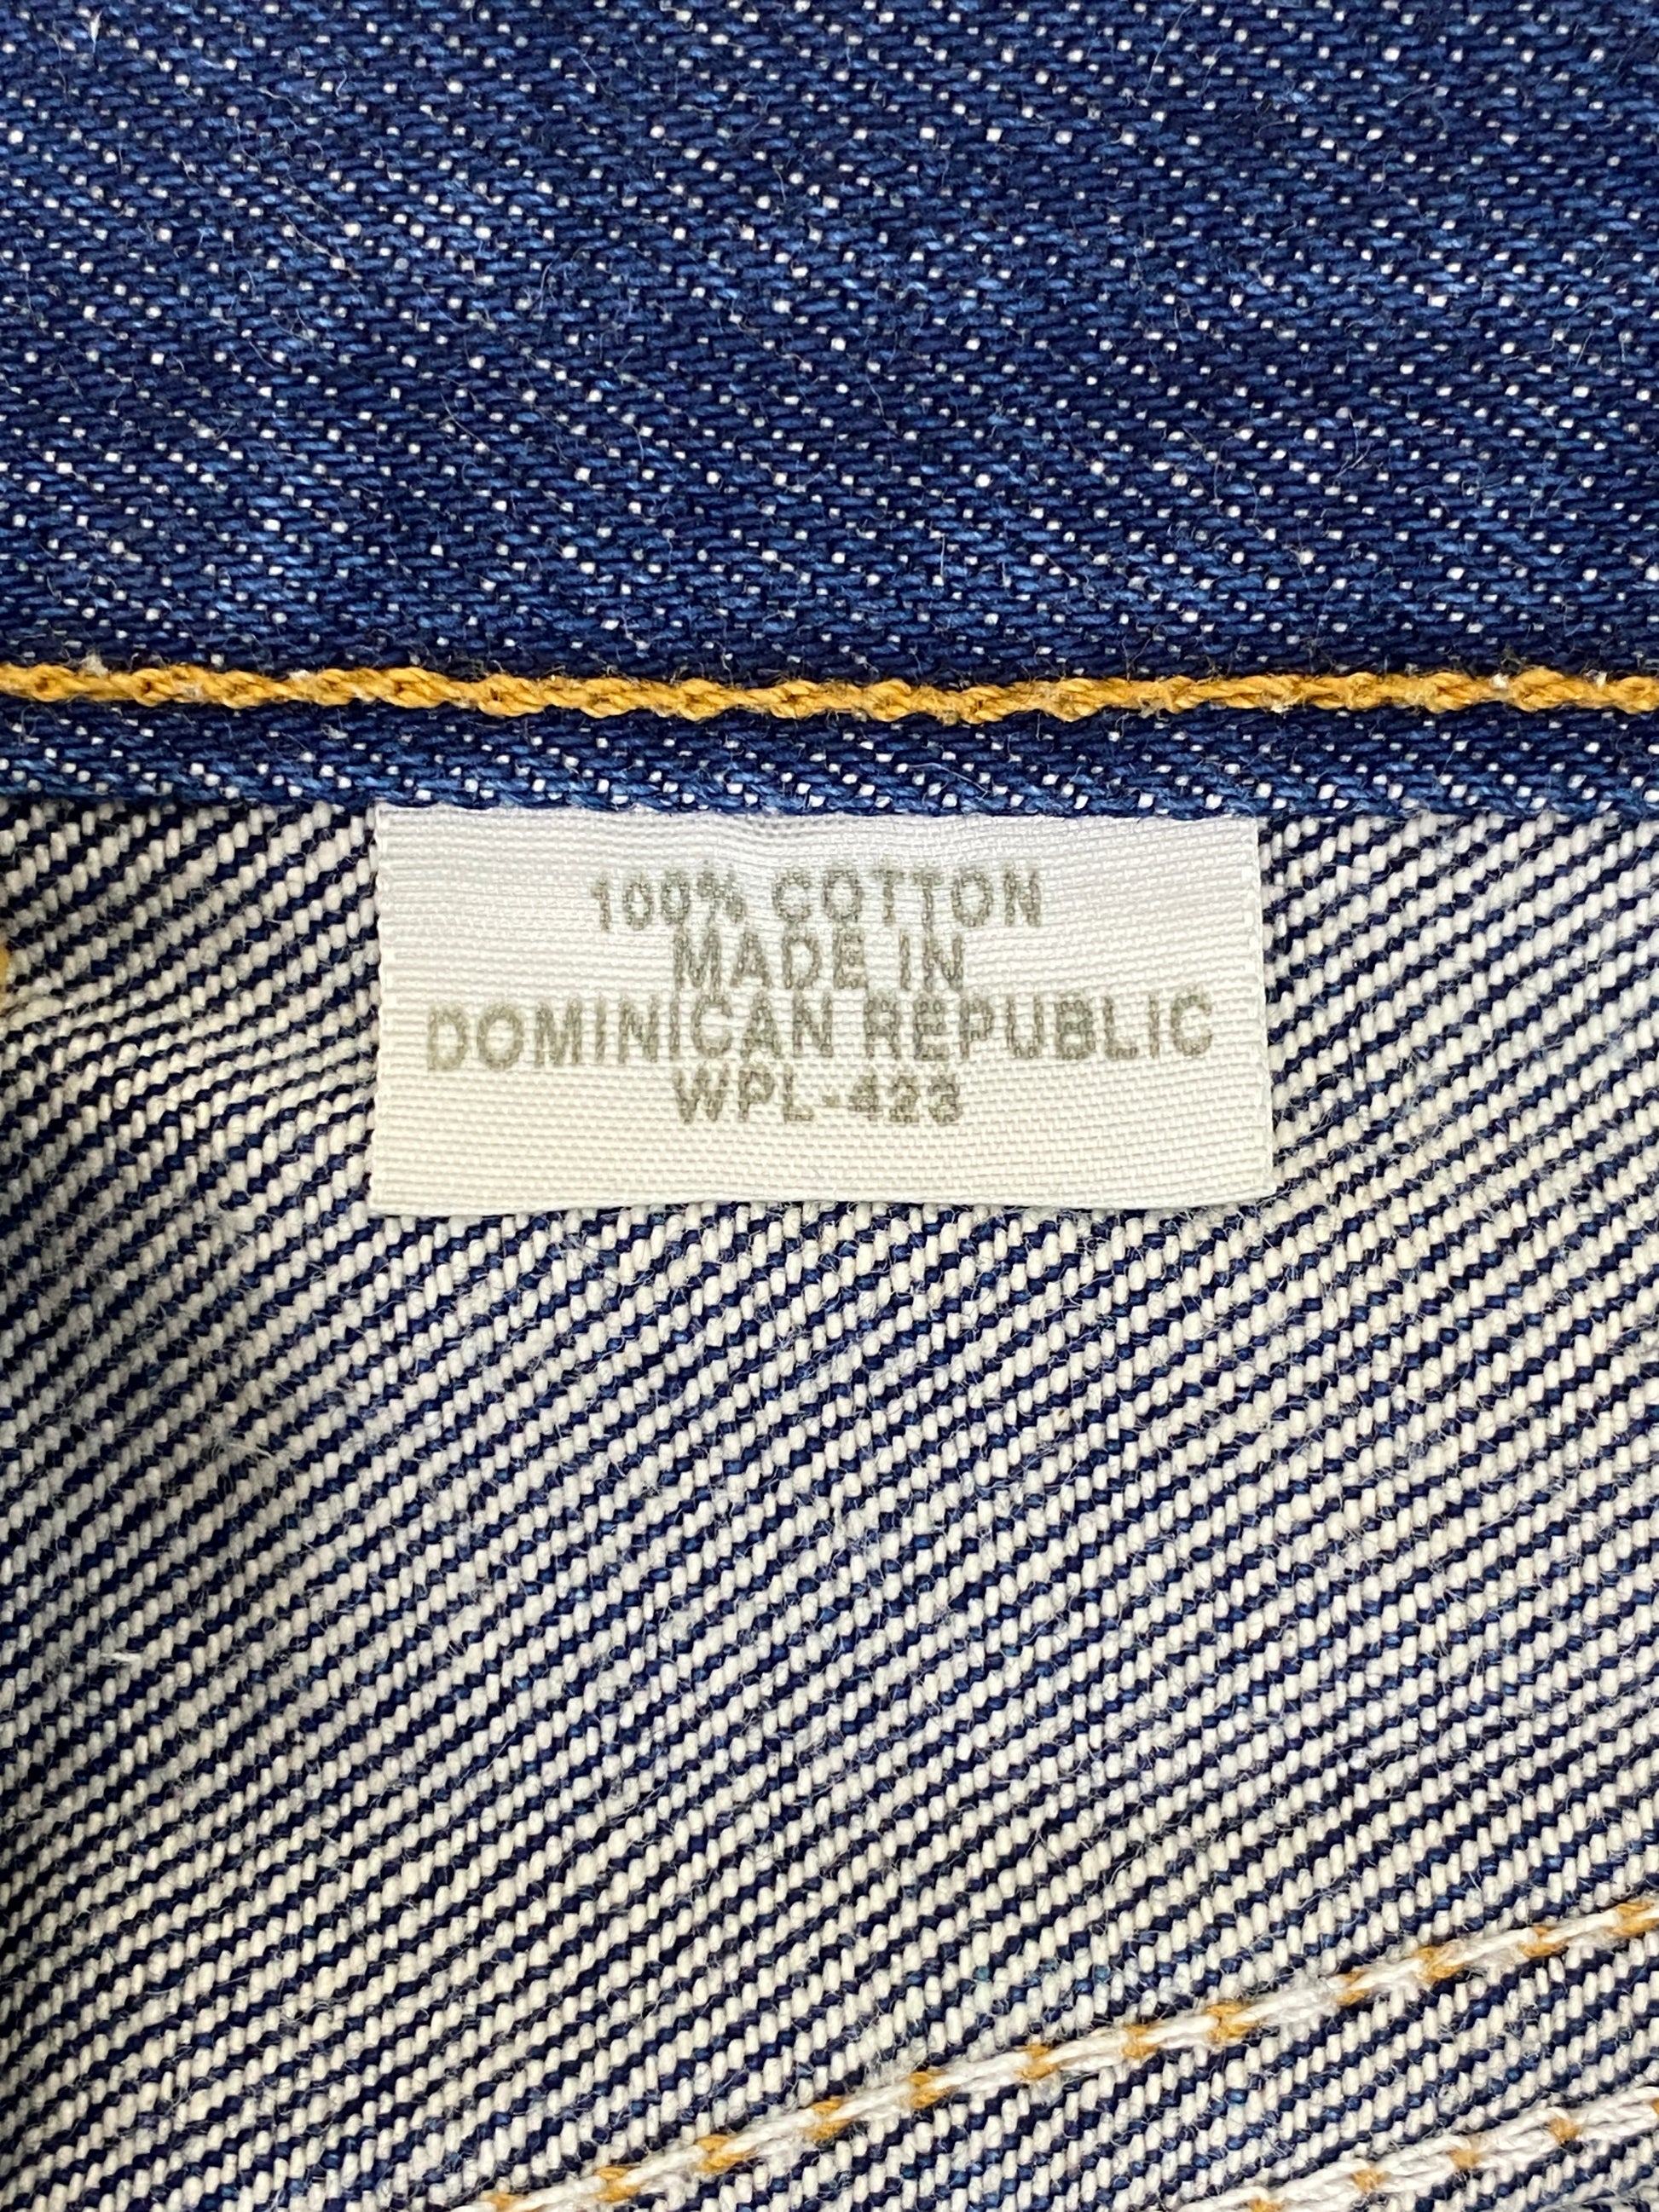 100% COTTON
MADE IN
DOMINICAN REPUBLIC
WPL-423